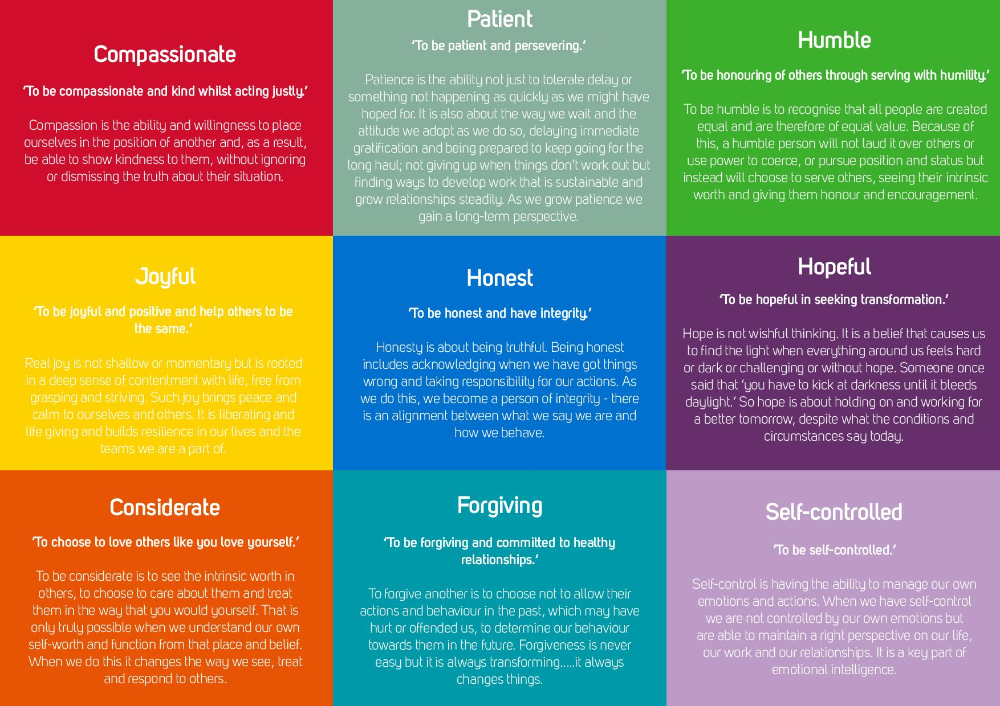 Compassionate
‘To be compassionate and kind whilst acting justly.’
Compassion is the ability and willingness to place
ourselves in the position of another and, as a result,
be able to show kindness to them, without ignoring
or dismissing the truth about their situation.
Patient
‘To be patient and persevering.’
Patience is the ability not just to tolerate delay or
something not happening as quickly as we might have
hoped for. It is also about the way we wait and the
attitude we adopt as we do so, delaying immediate
gratification and being prepared to keep going for the
long haul; not giving up when things don’t work out but
finding ways to develop work that is sustainable and
grow relationships steadily. As we grow patience we
gain a long-term perspective.
Humble
‘To be honouring of others through serving with humility.’
To be humble is to recognise that all people are created
equal and are therefore of equal value. Because of
this, a humble person will not laud it over others or
use power to coerce, or pursue position and status but
instead will choose to serve others, seeing their intrinsic
worth and giving them honour and encouragement.
Joyful
‘To be joyful and positive and help others to be
the same.’
Real joy is not shallow or momentary but is rooted
in a deep sense of contentment with life, free from
grasping and striving. Such joy brings peace and
calm to ourselves and others. It is liberating and
life giving and builds resilience in our lives and the
teams we are a part of.
Honest
‘To be honest and have integrity.’
Honesty is about being truthful. Being honest
includes acknowledging when we have got things
wrong and taking responsibility for our actions. As
we do this, we become a person of integrity - there
is an alignment between what we say we are and
how we behave.
Hopeful
‘To be hopeful in seeking transformation.’
Hope is not wishful thinking. It is a belief that causes us
to find the light when everything around us feels hard
or dark or challenging or without hope. Someone once
said that ‘you have to kick at darkness until it bleeds
daylight.’ So hope is about holding on and working for
a better tomorrow, despite what the conditions and
circumstances say today.
Considerate
‘To choose to love others like you love yourself.’
To be considerate is to see the intrinsic worth in
others, to choose to care about them and treat
them in the way that you would yourself. That is
only truly possible when we understand our own
self-worth and function from that place and belief.
When we do this it changes the way we see, treat
and respond to others.
Forgiving
‘To be forgiving and committed to healthy
relationships.’
To forgive another is to choose not to allow their
actions and behaviour in the past, which may have
hurt or offended us, to determine our behaviour
towards them in the future. Forgiveness is never
easy but it is always transforming.....it always
changes things.
Self-controlled
‘To be self-controlled.’
Self-control is having the ability to manage our own
emotions and actions. When we have self-control
we are not controlled by our own emotions but
are able to maintain a right perspective on our life,
our work and our relationships. It is a key part of
emotional intelligence.